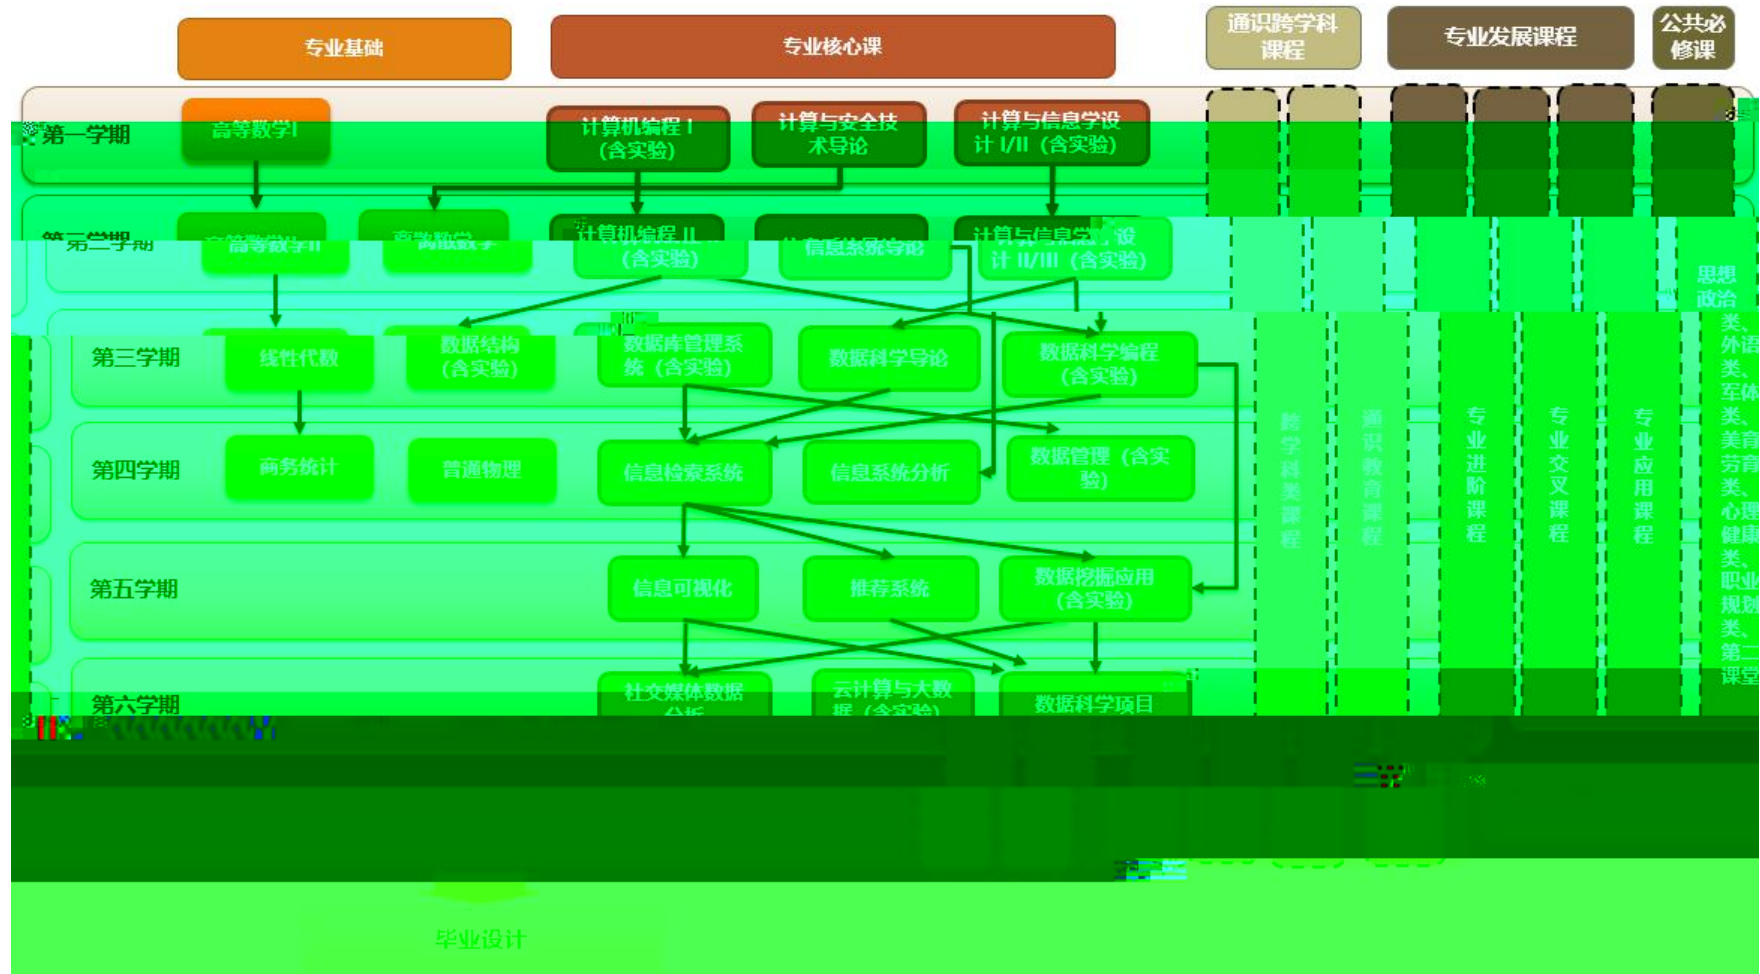 专业基础
专业核心课
通识跨学科
课程
专业发展课程
公共必
修课
第一学期
高等数学I
计算机编程 I
(含实验)
计算与安全技
术导论
计算与信息学设
计 I/II（含实验）
学期
离散数学
计算机编程 II
(含实验)
信息系统导论
计算与信息学设
计 II/III（含实验）
第三学期
线性代数
数据结构
(含实验)
数据库管理系
统（含实验）
数据科学导论
数据科学编程
(含实验)
第四学期
商务统计
普通物理
信息检索系统
信息系统分析
数据管理（含实
验）
第五学期
信息可视化
推荐系统
数据挖掘应用
(含实验)
第六学期
社交媒体数据
分析
云计算与大数
据（含实验）
数据科学项目
跨学科类课程
通识教育课程
专业进阶课程
专业交叉课程
专业应用课程
思想
政治
类、
外语
类、
军体
类、
美育
劳育
类、
心理
健康
类、
职业
规划
类、
第二
课堂
毕业设计